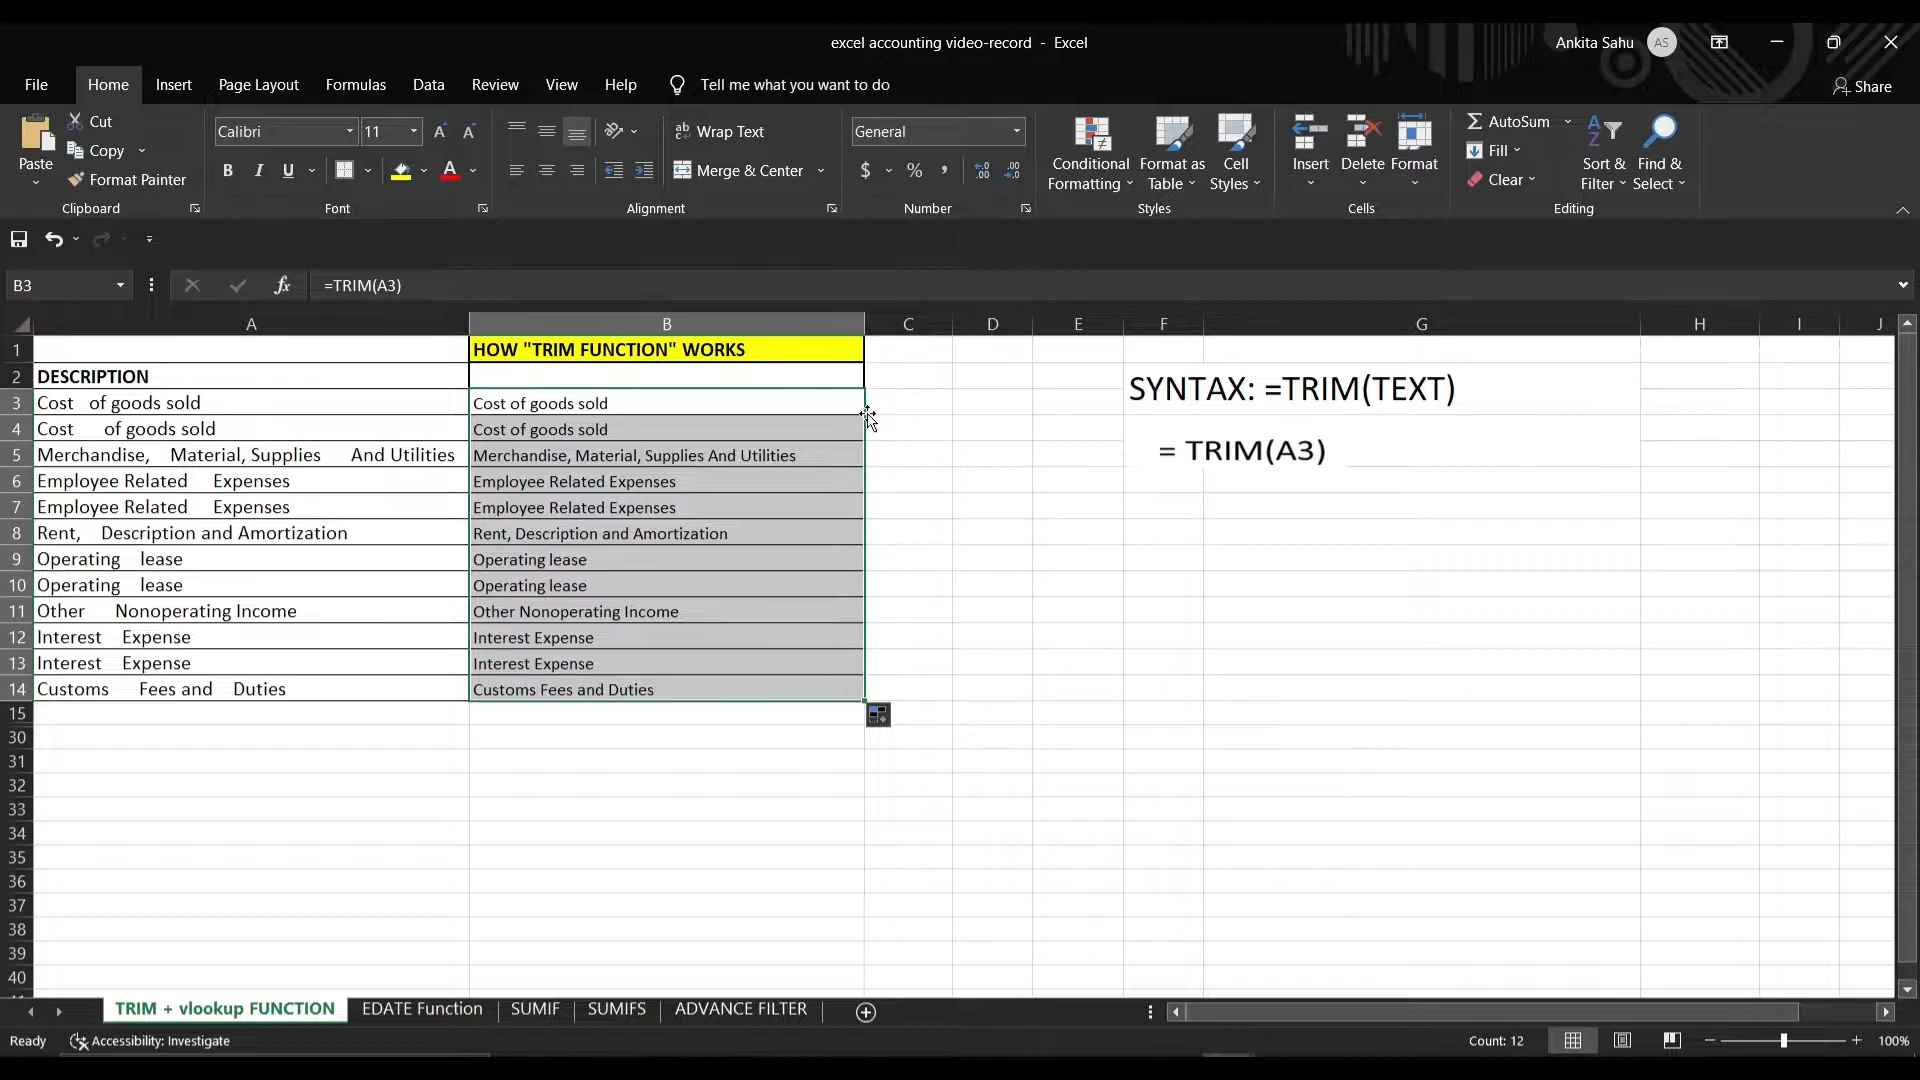 excel accounting video-record - Excel
Ankita Sahu AS
File Home Insert Page Layout Formulas Data Review View Help Tell me what you want to do Share
Paste Cut Copy Format Painter
Clipboard
Calibri 11 A A
B I U A
Font
ab Wrap Text
Merge & Center
Alignment
General
$ % ,
Number
Conditional Formatting
Format as Table
Cell Styles
Styles
Insert Delete Format
Cells
Σ AutoSum
Fill
Clear
Sort & Filter
Find & Select
Editing
B3 fx =TRIM(A3)
A B C D E F G H I J
1 HOW "TRIM FUNCTION" WORKS
2 DESCRIPTION SYNTAX: =TRIM(TEXT)
3 Cost   of goods sold Cost of goods sold
4 Cost      of goods sold Cost of goods sold
5 Merchandise,    Material, Supplies      And Utilities Merchandise, Material, Supplies And Utilities = TRIM(A3)
6 Employee Related     Expenses Employee Related Expenses
7 Employee Related     Expenses Employee Related Expenses
8 Rent,    Description and Amortization Rent, Description and Amortization
9 Operating    lease Operating lease
10 Operating    lease Operating lease
11 Other      Nonoperating Income Other Nonoperating Income
12 Interest    Expense Interest Expense
13 Interest    Expense Interest Expense
14 Customs      Fees and    Duties Customs Fees and Duties
15
30
31
32
33
34
35
36
37
38
39
40
TRIM + vlookup FUNCTION EDATE Function SUMIF SUMIFS ADVANCE FILTER
Ready Accessibility: Investigate Count: 12 100%